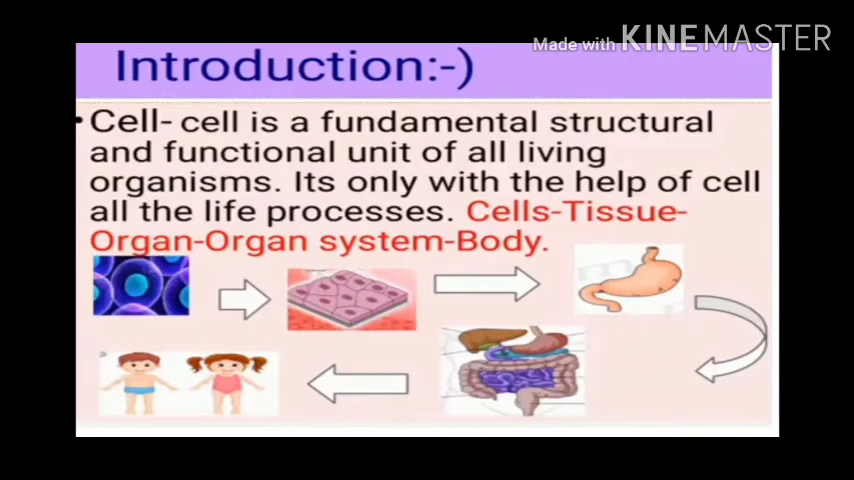 Made with KINEMASTER
Introduction:-)
• Cell- cell is a fundamental structural
and functional unit of all living
organisms. Its only with the help of cell
all the life processes. Cells-Tissue-
Organ-Organ system-Body.